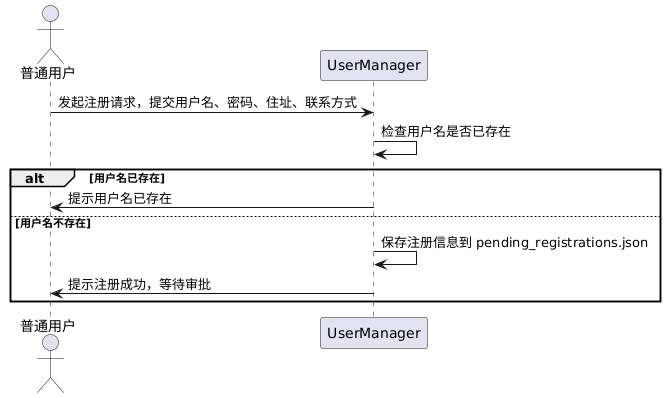 普通用户
UserManager
发起注册请求，提交用户名、密码、住址、联系方式
检查用户名是否已存在
alt
[用户名已存在]
提示用户名已存在
[用户名不存在]
保存注册信息到 pending_registrations.json
提示注册成功，等待审批
普通用户
UserManager